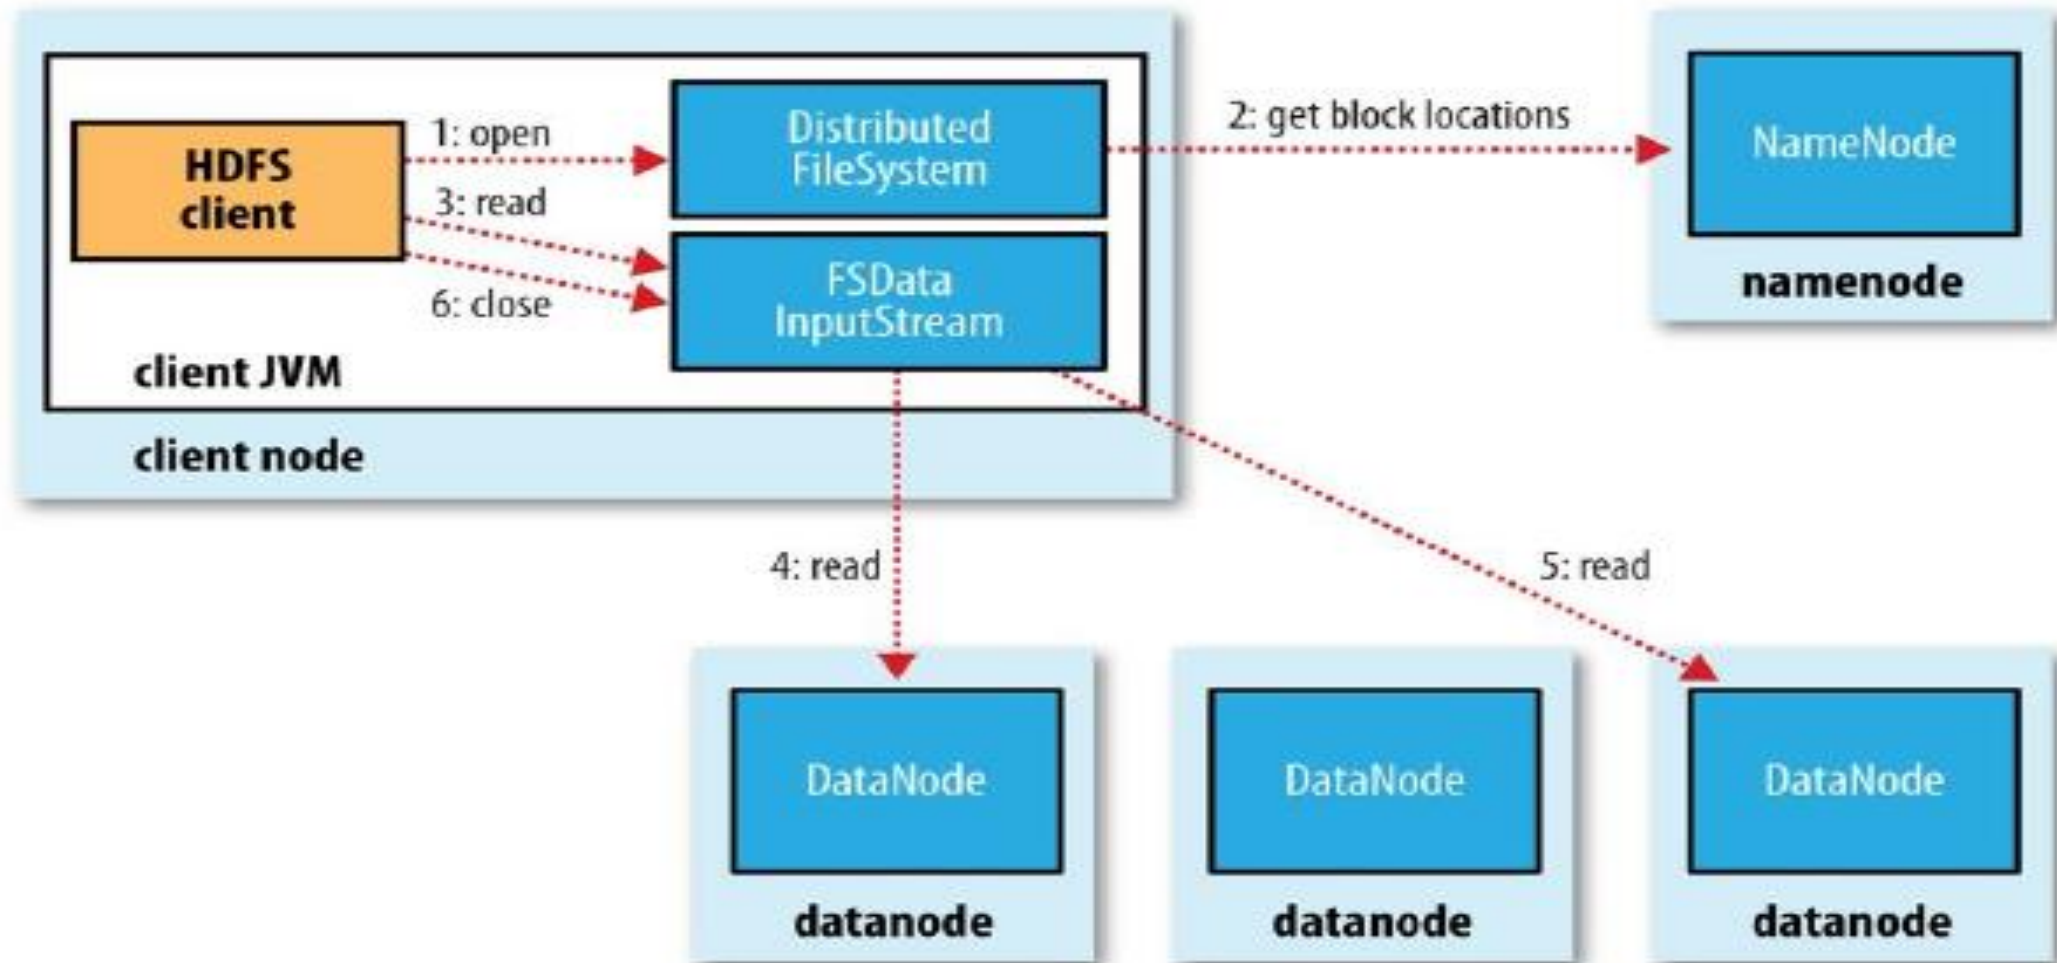 HDFS
client
1: open
3: read
6: close
Distributed
FileSystem
FSData
InputStream
client JVM
client node
2: get block locations
NameNode
namenode
4: read
5: read
DataNode
datanode
DataNode
datanode
DataNode
datanode